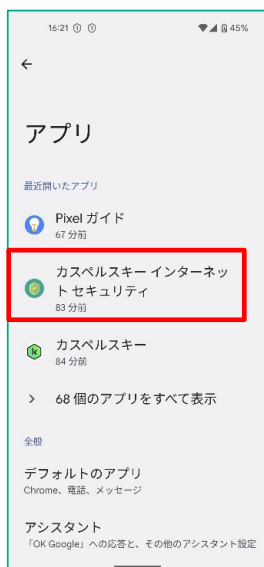 16:21 45%
アプリ
最近開いたアプリ
Pixel ガイド
67 分前
カスペルスキー インターネッ
ト セキュリティ
83 分前
カスペルスキー
84 分前
68 個のアプリをすべて表示
全般
デフォルトのアプリ
Chrome、電話、メッセージ
アシスタント
「OK Google」への応答と、その他のアシスタント設定